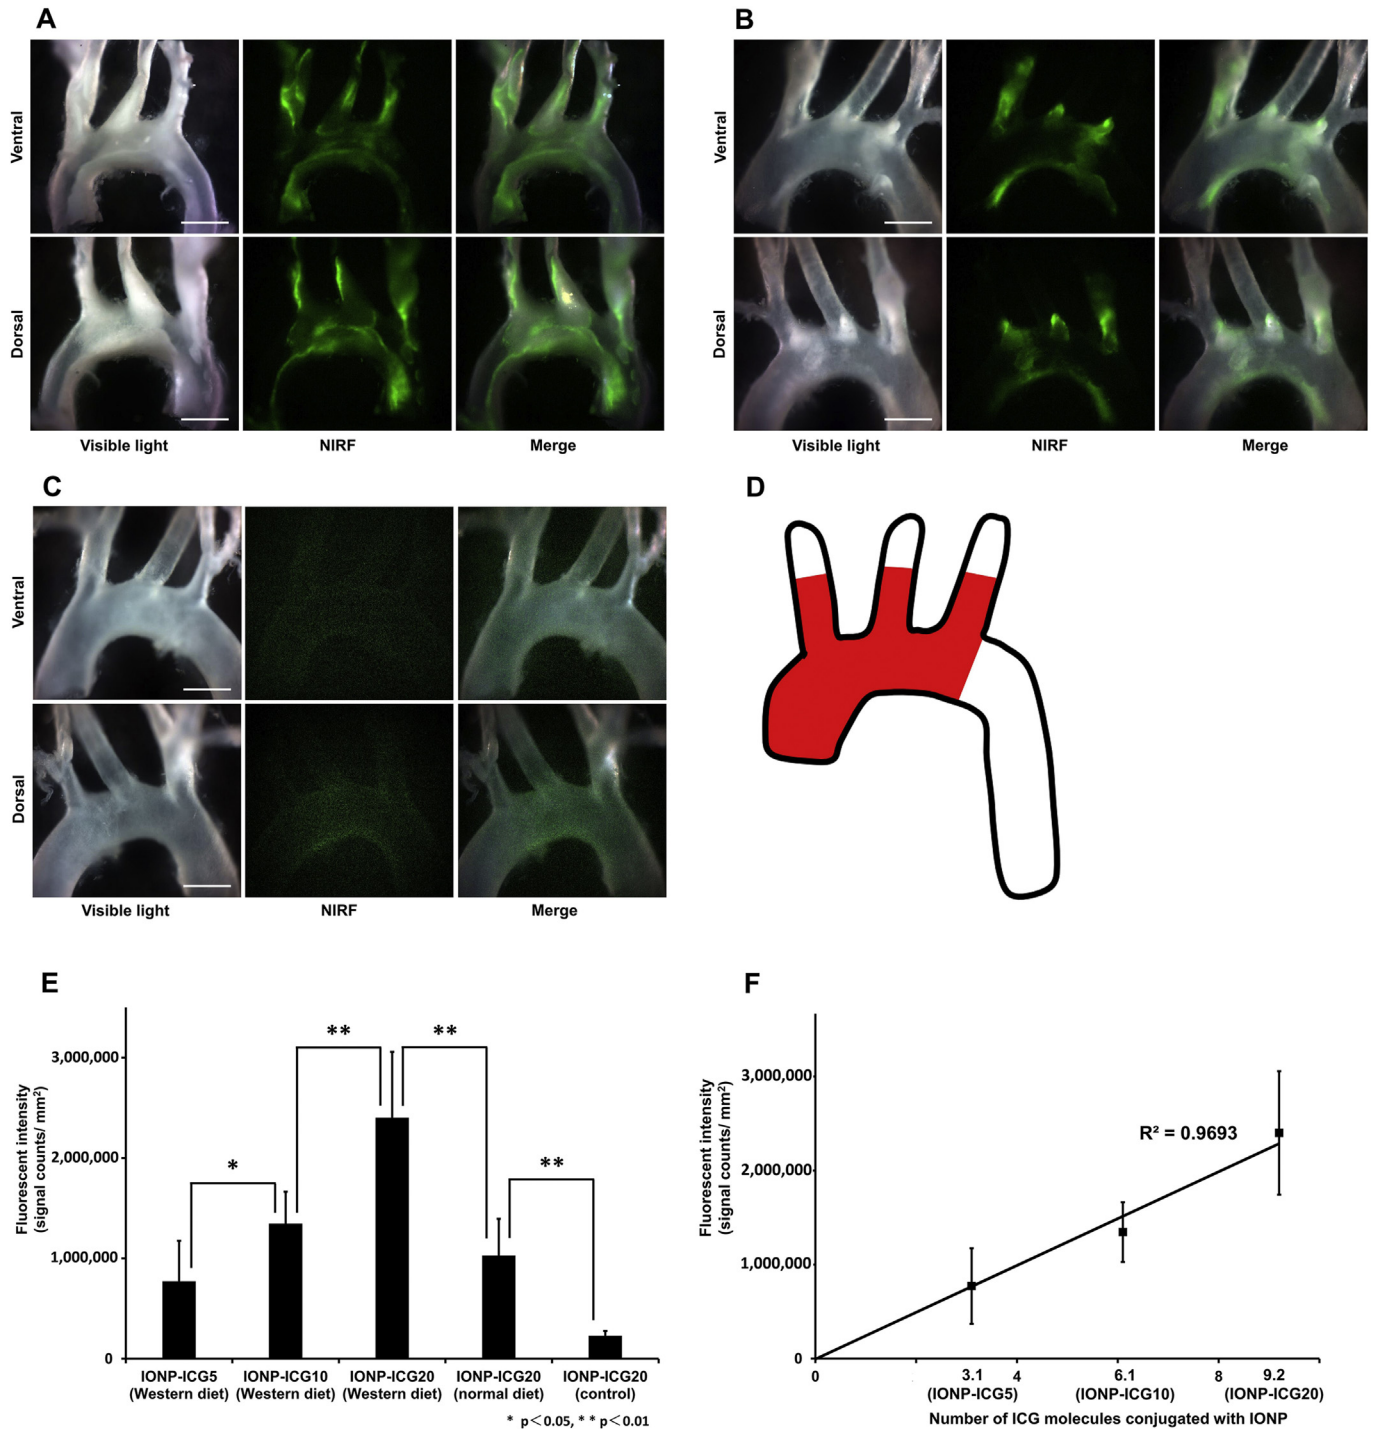 A
B
Ventral
Ventral
Dorsal
Dorsal
Visible light NIRF Merge
Visible light NIRF Merge
C
D
Ventral
Dorsal
Visible light NIRF Merge
E
Fluorescent intensity
(signal counts/ mm²)
3,000,000
2,000,000
1,000,000
0
*
**
**
**
IONP-ICG5 IONP-ICG10 IONP-ICG20 IONP-ICG20 IONP-ICG20
(Western diet) (Western diet) (Western diet) (normal diet) (control)
* p<0.05, ** p<0.01
F
Fluorescent intensity
(signal counts/ mm²)
3,000,000
2,000,000
1,000,000
0
R² = 0.9693
0 3.1 4 6.1 8 9.2
(IONP-ICG5) (IONP-ICG10) (IONP-ICG20)
Number of ICG molecules conjugated with IONP